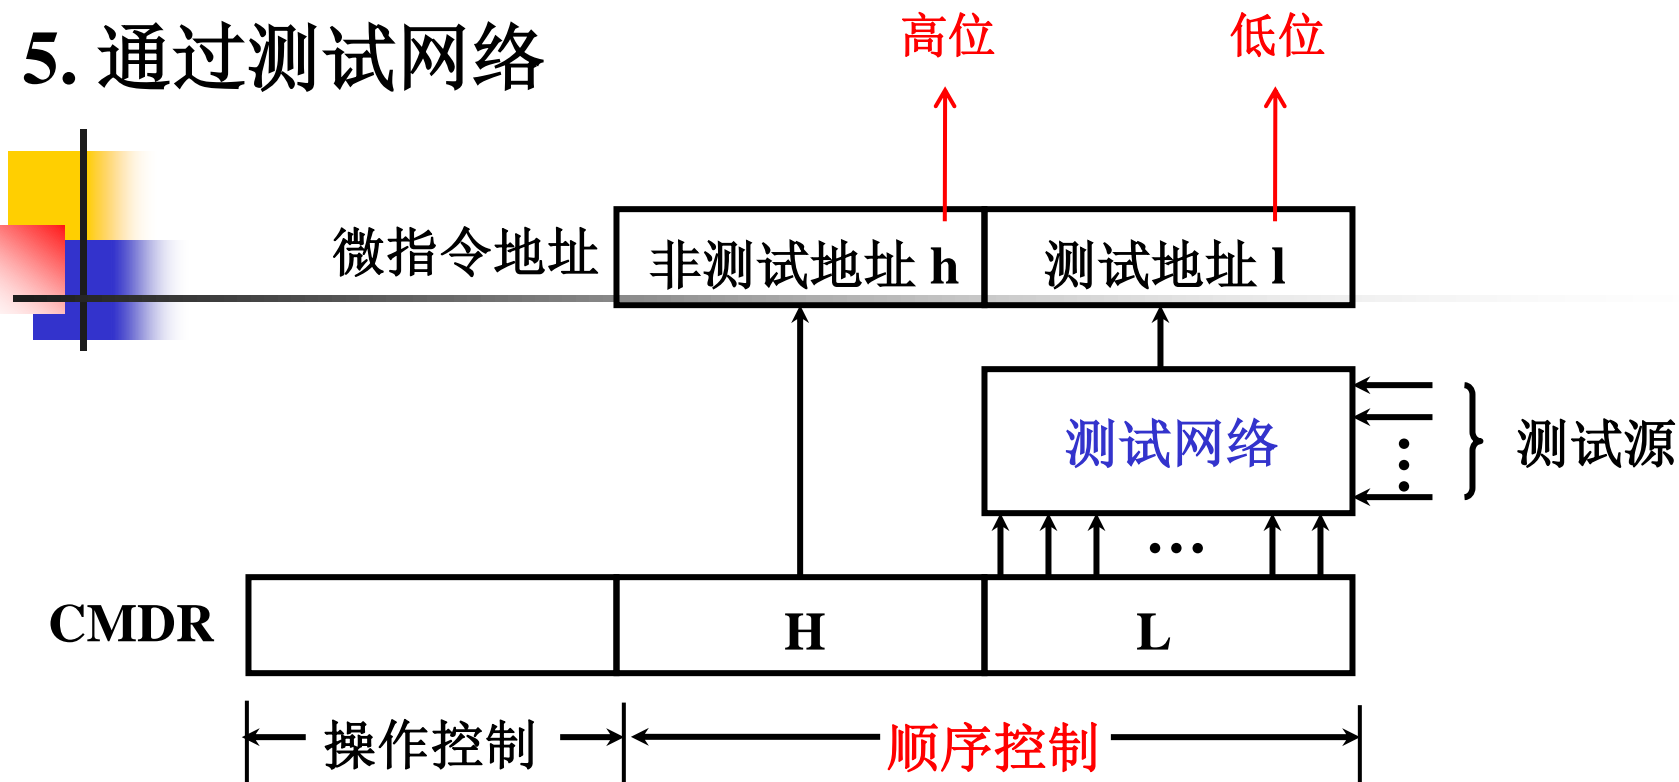 5. 通过测试网络
高位 低位
微指令地址 非测试地址 h 测试地址 l
测试网络 测试源
CMDR H L
操作控制 顺序控制